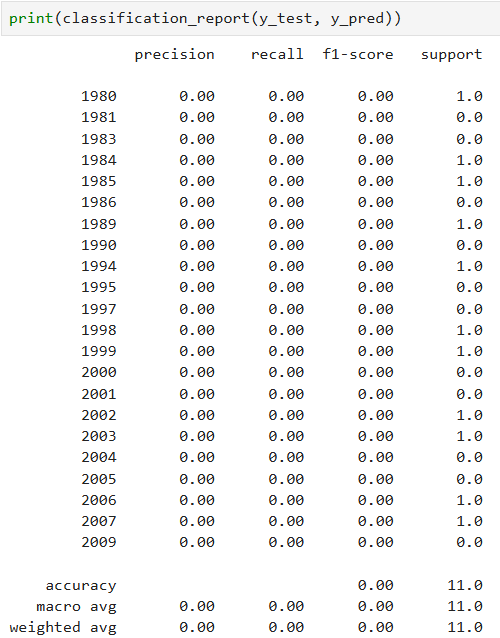 print(classification_report(y_test, y_pred))
precision recall f1-score support
1980 0.00 0.00 0.00 1.0
1981 0.00 0.00 0.00 0.0
1983 0.00 0.00 0.00 0.0
1984 0.00 0.00 0.00 1.0
1985 0.00 0.00 0.00 1.0
1986 0.00 0.00 0.00 0.0
1989 0.00 0.00 0.00 1.0
1990 0.00 0.00 0.00 0.0
1994 0.00 0.00 0.00 1.0
1995 0.00 0.00 0.00 0.0
1997 0.00 0.00 0.00 0.0
1998 0.00 0.00 0.00 1.0
1999 0.00 0.00 0.00 1.0
2000 0.00 0.00 0.00 0.0
2001 0.00 0.00 0.00 0.0
2002 0.00 0.00 0.00 1.0
2003 0.00 0.00 0.00 1.0
2004 0.00 0.00 0.00 0.0
2005 0.00 0.00 0.00 0.0
2006 0.00 0.00 0.00 1.0
2007 0.00 0.00 0.00 1.0
2009 0.00 0.00 0.00 0.0
accuracy 0.00 11.0
macro avg 0.00 0.00 0.00 11.0
weighted avg 0.00 0.00 0.00 11.0